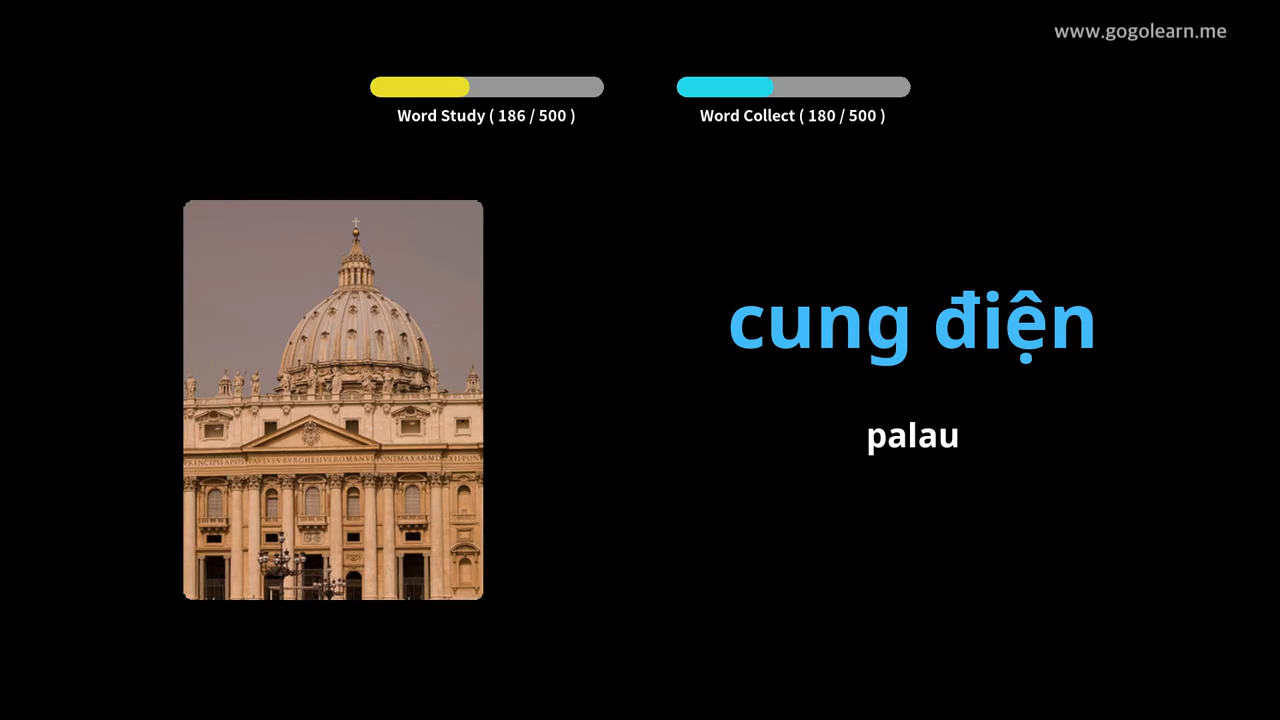 www.gogolearn.me
Word Study ( 186 / 500 )
Word Collect ( 180 / 500 )
cung điện
palau